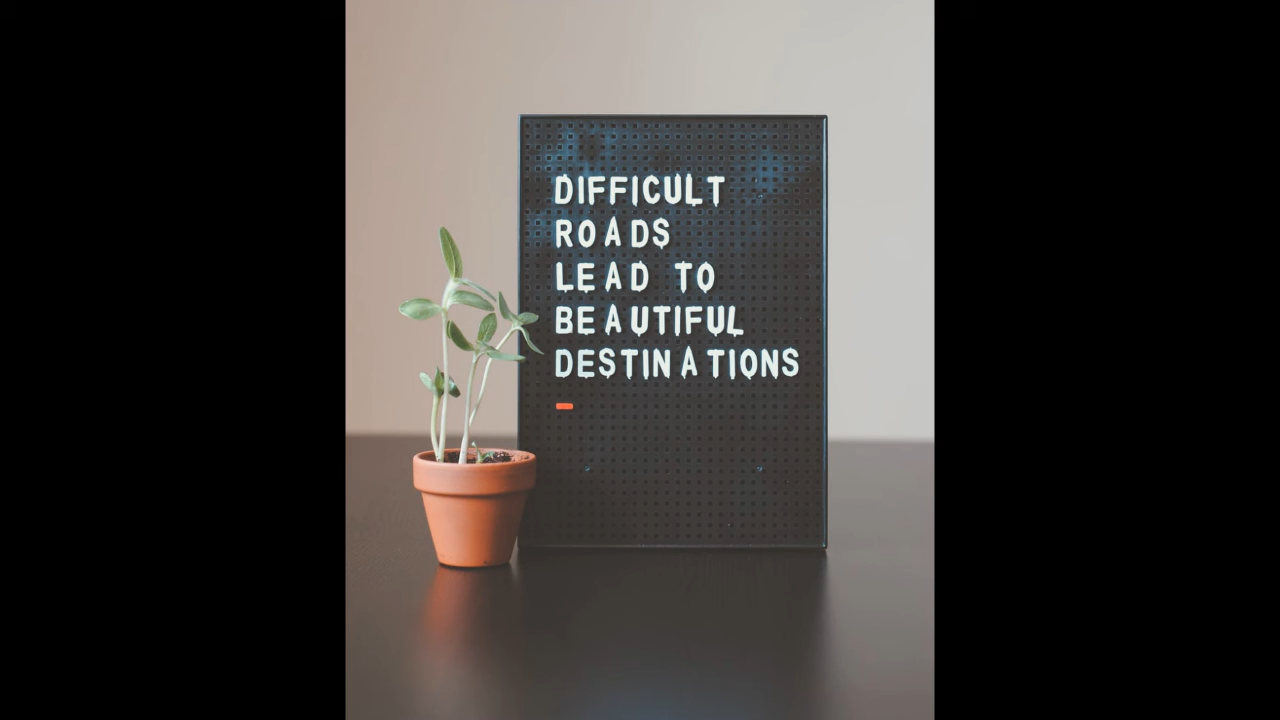 DIFFICULT
ROADS
LEAD TO
BEAUTIFUL
DESTINATIONS